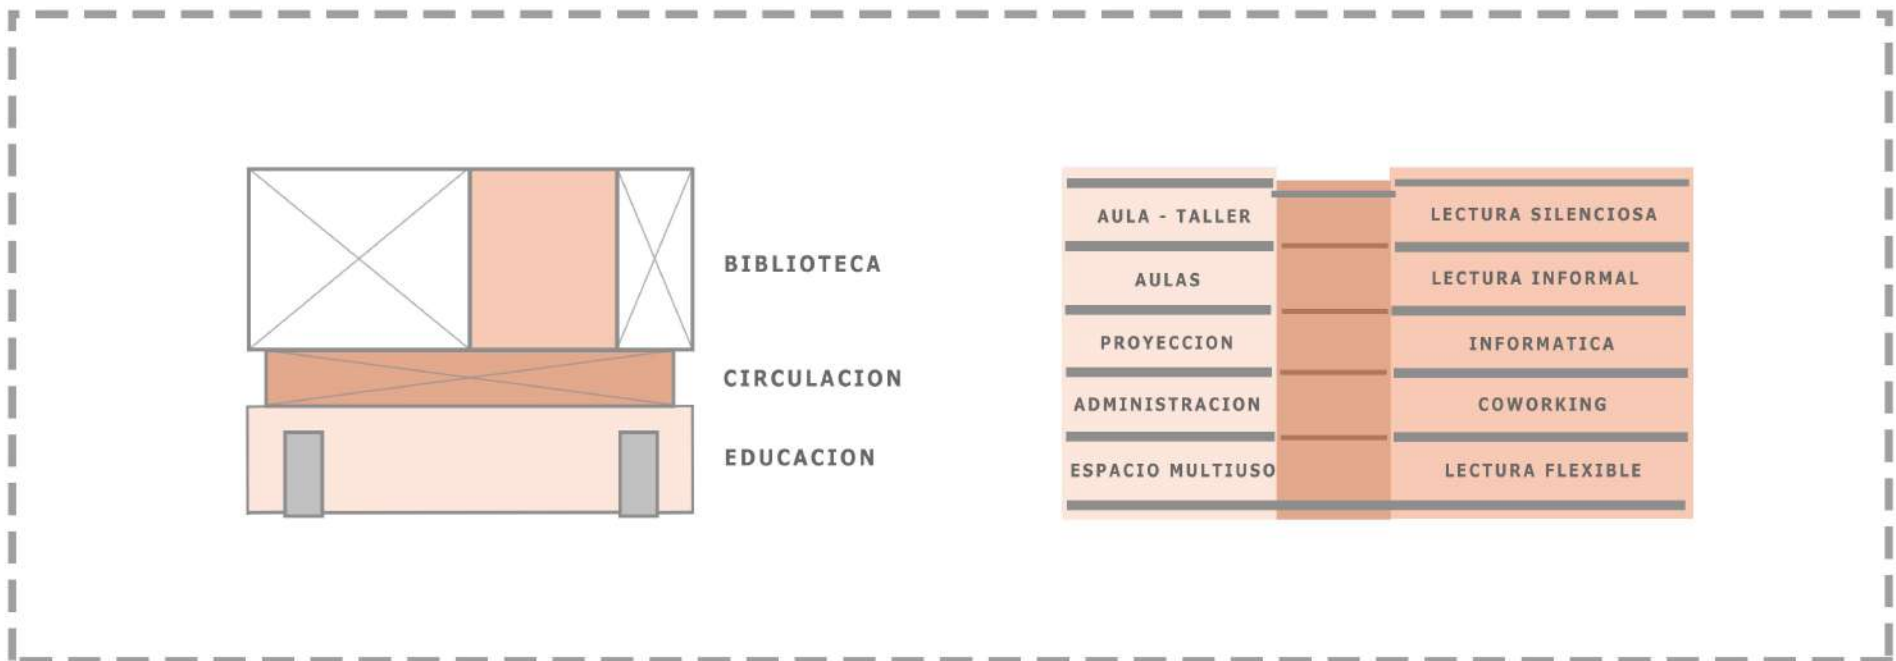 BIBLIOTECA
CIRCULACION
EDUCACION
AULA - TALLER
AULAS
PROYECCION
ADMINISTRACION
ESPACIO MULTIUSO
LECTURA SILENCIOSA
LECTURA INFORMAL
INFORMATICA
COWORKING
LECTURA FLEXIBLE